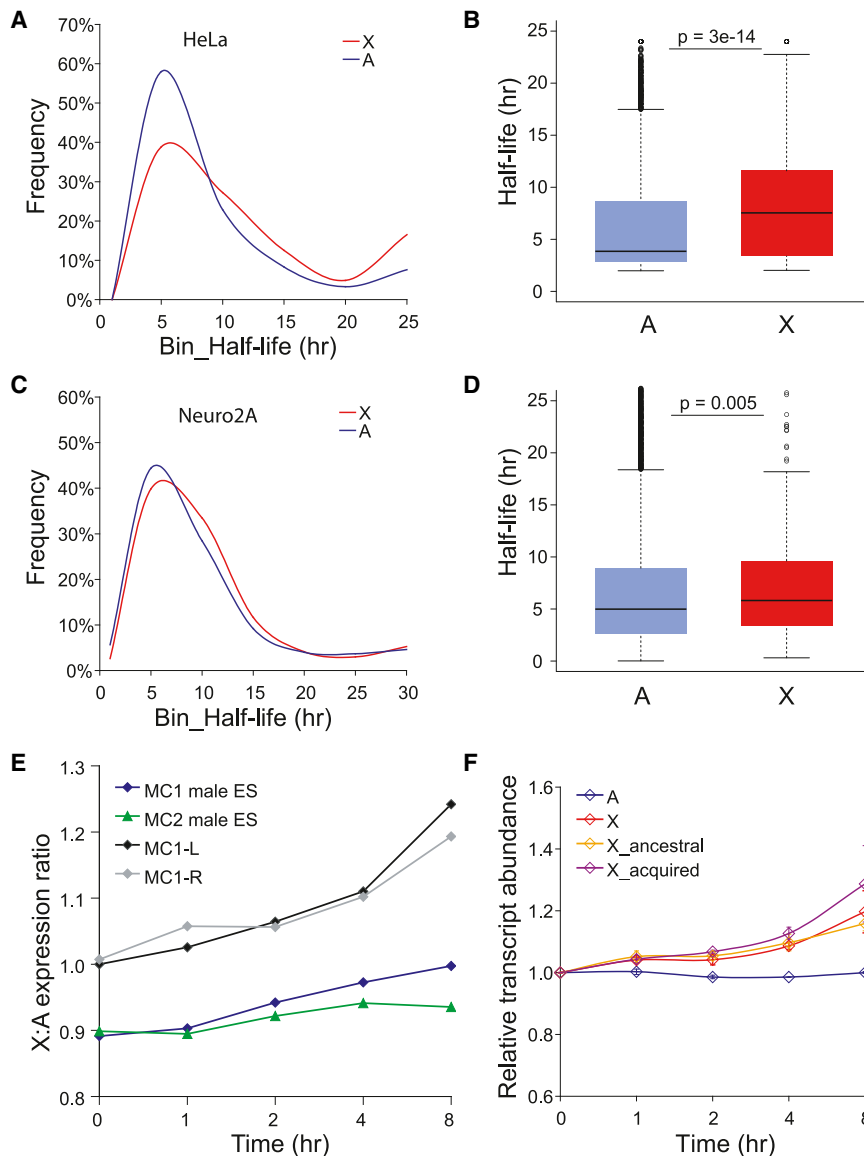 A
HeLa
X
A
70%
60%
50%
40%
30%
20%
10%
0%
Frequency
0 5 10 15 20 25
Bin_Half-life (hr)
B
p = 3e-14
25
20
15
10
5
0
Half-life (hr)
A X
C
Neuro2A
X
A
60%
50%
40%
30%
20%
10%
0%
Frequency
0 5 10 15 20 25 30
Bin_Half-life (hr)
D
p = 0.005
25
20
15
10
5
0
Half-life (hr)
A X
E
MC1 male ES
MC2 male ES
MC1-L
MC1-R
1.3
1.2
1.1
1.0
0.9
0.8
X:A expression ratio
0 1 2 4 8
Time (hr)
F
A
X
X_ancestral
X_acquired
1.6
1.4
1.2
1.0
0.8
0.6
Relative transcript abundance
0 1 2 4 8
Time (hr)